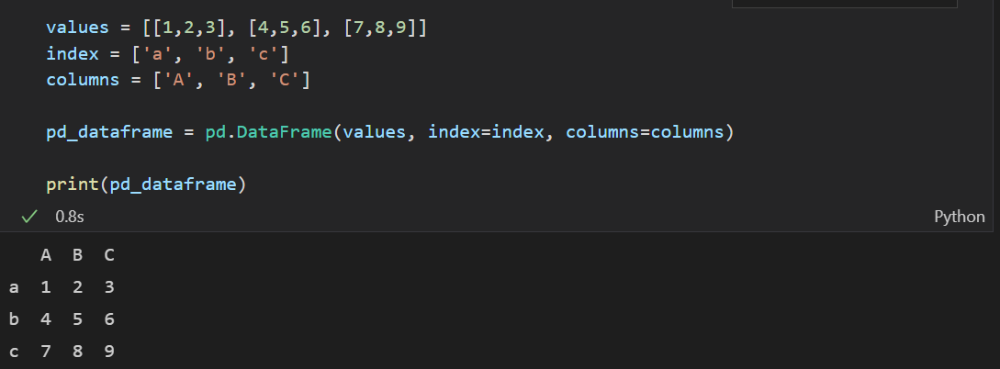 values = [[1,2,3], [4,5,6], [7,8,9]]
index = ['a', 'b', 'c']
columns = ['A', 'B', 'C']
pd_dataframe = pd.DataFrame(values, index=index, columns=columns)
print(pd_dataframe)
0.8s Python
A B C
a 1 2 3
b 4 5 6
c 7 8 9